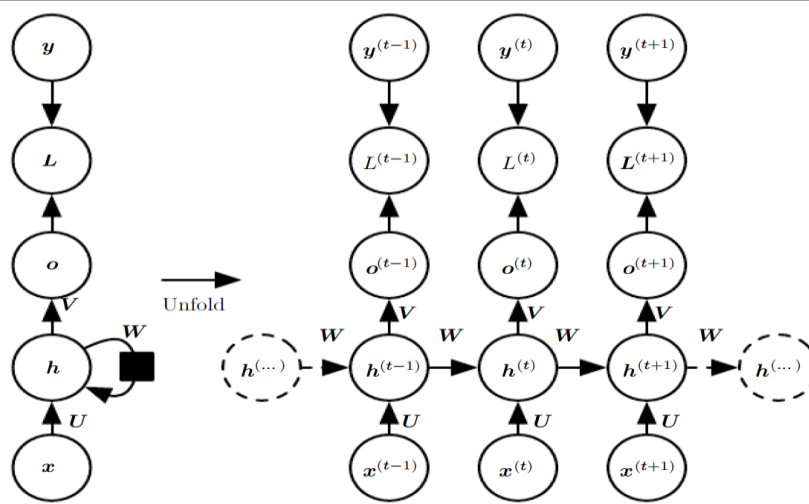 y y^(t−1) y^(t) y^(t+1)
L L^(t−1) L^(t) L^(t+1)
o o^(t−1) o^(t) o^(t+1)
Unfold
V V V V
W W W W W
h h^(...) h^(t−1) h^(t) h^(t+1) h^(...)
U U U U
x x^(t−1) x^(t) x^(t+1)